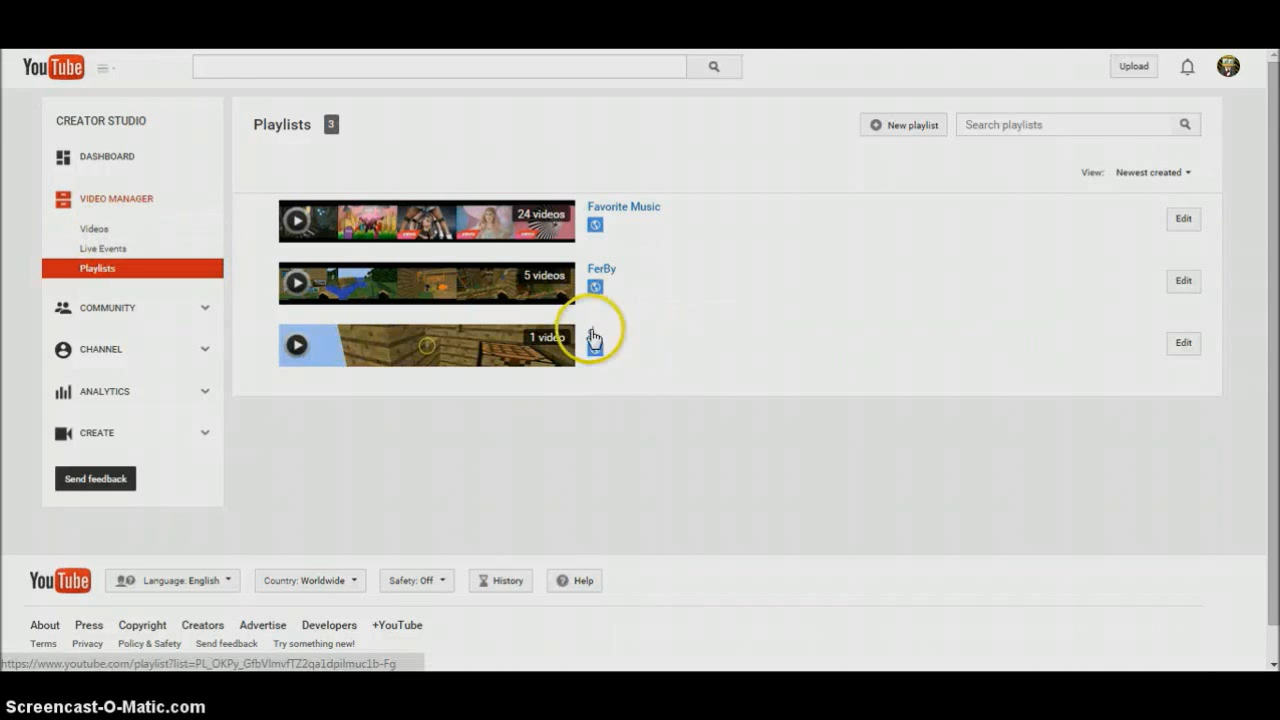 YouTube
Upload
CREATOR STUDIO
DASHBOARD
VIDEO MANAGER
Videos
Live Events
Playlists
COMMUNITY
CHANNEL
ANALYTICS
CREATE
Send feedback
Playlists 3
New playlist
Search playlists
View: Newest created
24 videos
Favorite Music
Edit
5 videos
FerBy
Edit
1 video
Edit
YouTube
Language: English
Country: Worldwide
Safety: Off
History
Help
About Press Copyright Creators Advertise Developers +YouTube
Terms Privacy Policy & Safety Send feedback Try something new!
Screencast-O-Matic.com